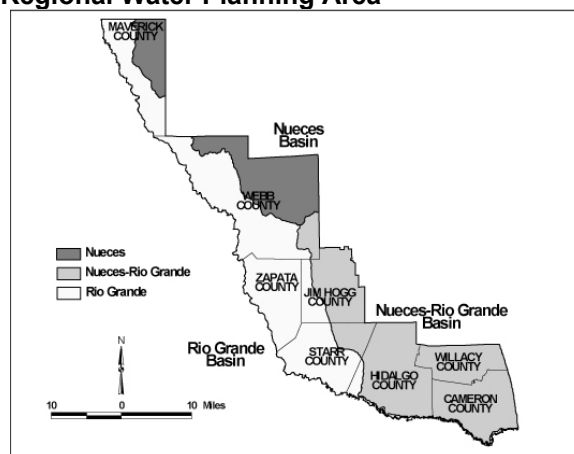 Regional Water Planning Area
MAVERICK
COUNTY
Nueces
Basin
WEBB
COUNTY
Nueces
Nueces-Rio Grande
Rio Grande
ZAPATA
COUNTY
JIM HOGG
COUNTY
Nueces-Rio Grande
Basin
Rio Grande
Basin
STARR
COUNTY
WILLACY
COUNTY
HIDALGO
COUNTY
CAMERON
COUNTY
N
10 0 10 Miles